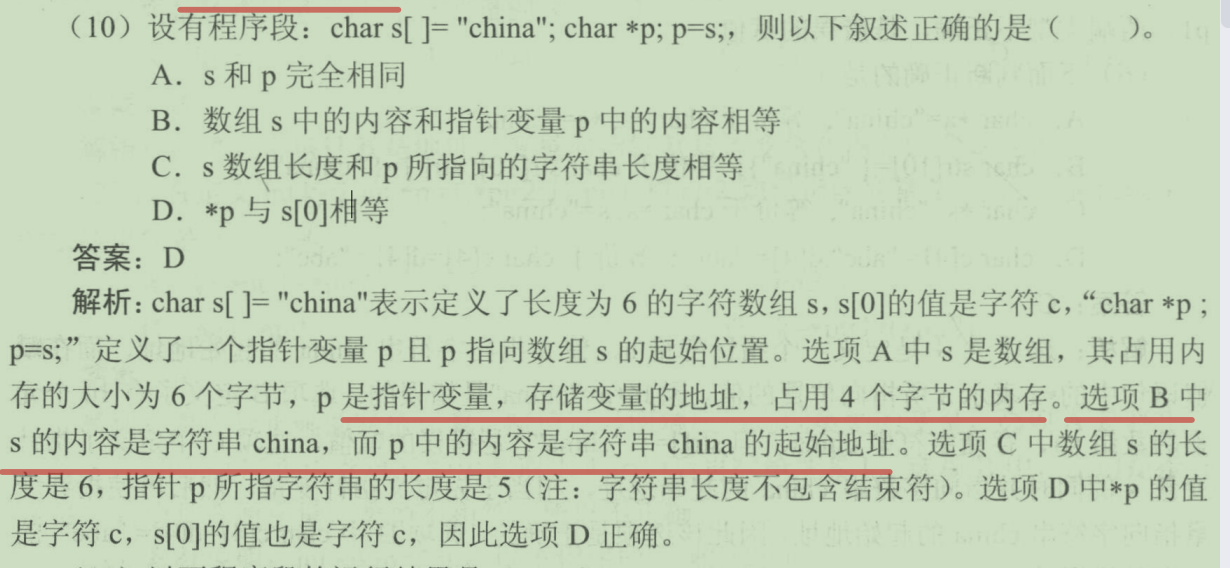 （10）设有程序段：char s[ ]= "china"; char *p; p=s;，则以下叙述正确的是（　　）。
A．s 和 p 完全相同
B．数组 s 中的内容和指针变量 p 中的内容相等
C．s 数组长度和 p 所指向的字符串长度相等
D．*p 与 s[0]相等
答案：D
解析：char s[ ]= "china"表示定义了长度为 6 的字符数组 s，s[0]的值是字符 c，“char *p ;
p=s;” 定义了一个指针变量 p 且 p 指向数组 s 的起始位置。选项 A 中 s 是数组，其占用内
存的大小为 6 个字节，p 是指针变量，存储变量的地址，占用 4 个字节的内存。选项 B 中
s 的内容是字符串 china，而 p 中的内容是字符串 china 的起始地址。选项 C 中数组 s 的长
度是 6，指针 p 所指字符串的长度是 5（注：字符串长度不包含结束符）。选项 D 中*p 的值
是字符 c，s[0]的值也是字符 c，因此选项 D 正确。